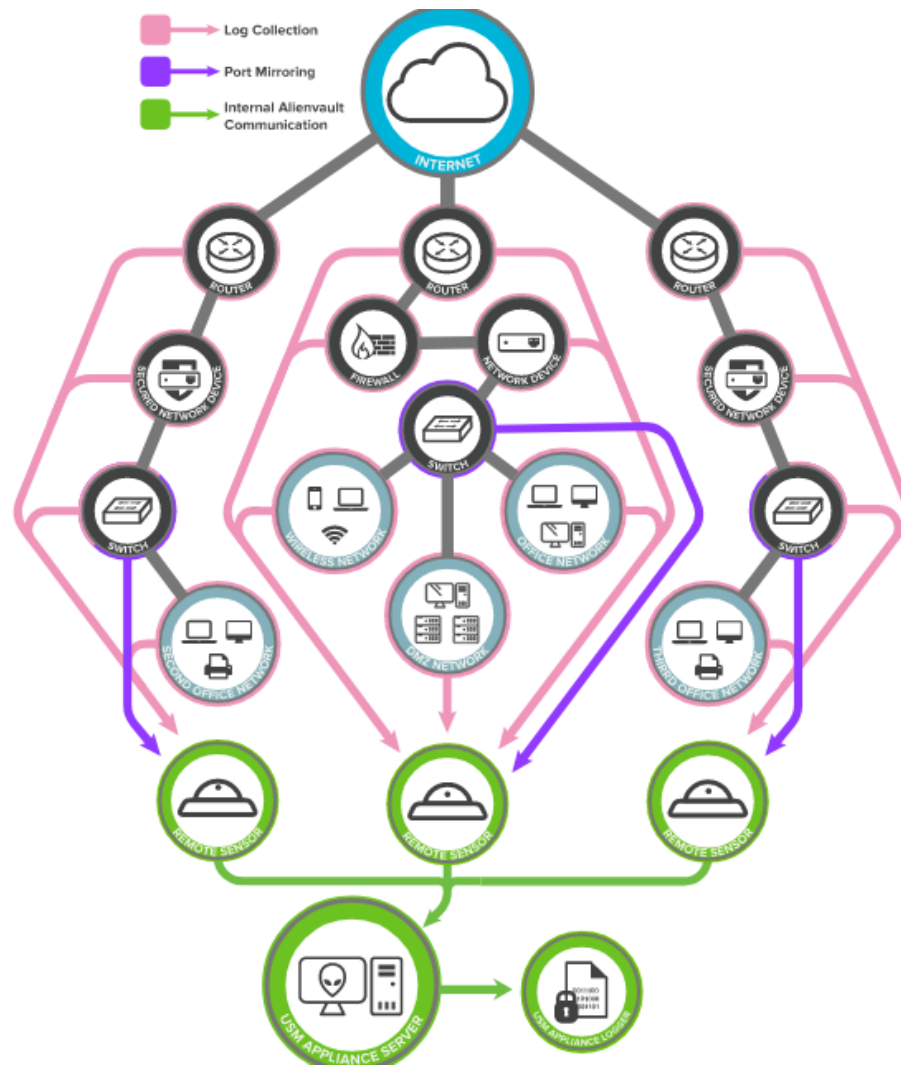 Log Collection
Port Mirroring
Internal Alienvault
Communication
INTERNET
ROUTER
ROUTER
ROUTER
FIREWALL
NETWORK DEVICE
SECURED NETWORK DEVICE
SECURED NETWORK DEVICE
SWITCH
SWITCH
SWITCH
WIRELESS NETWORK
OFFICE NETWORK
DMZ NETWORK
SECOND OFFICE NETWORK
THIRRD OFFICE NETWORK
REMOTE SENSOR
REMOTE SENSOR
REMOTE SENSOR
USM APPLIANCE SERVER
USM APPLIANCE LOGGER